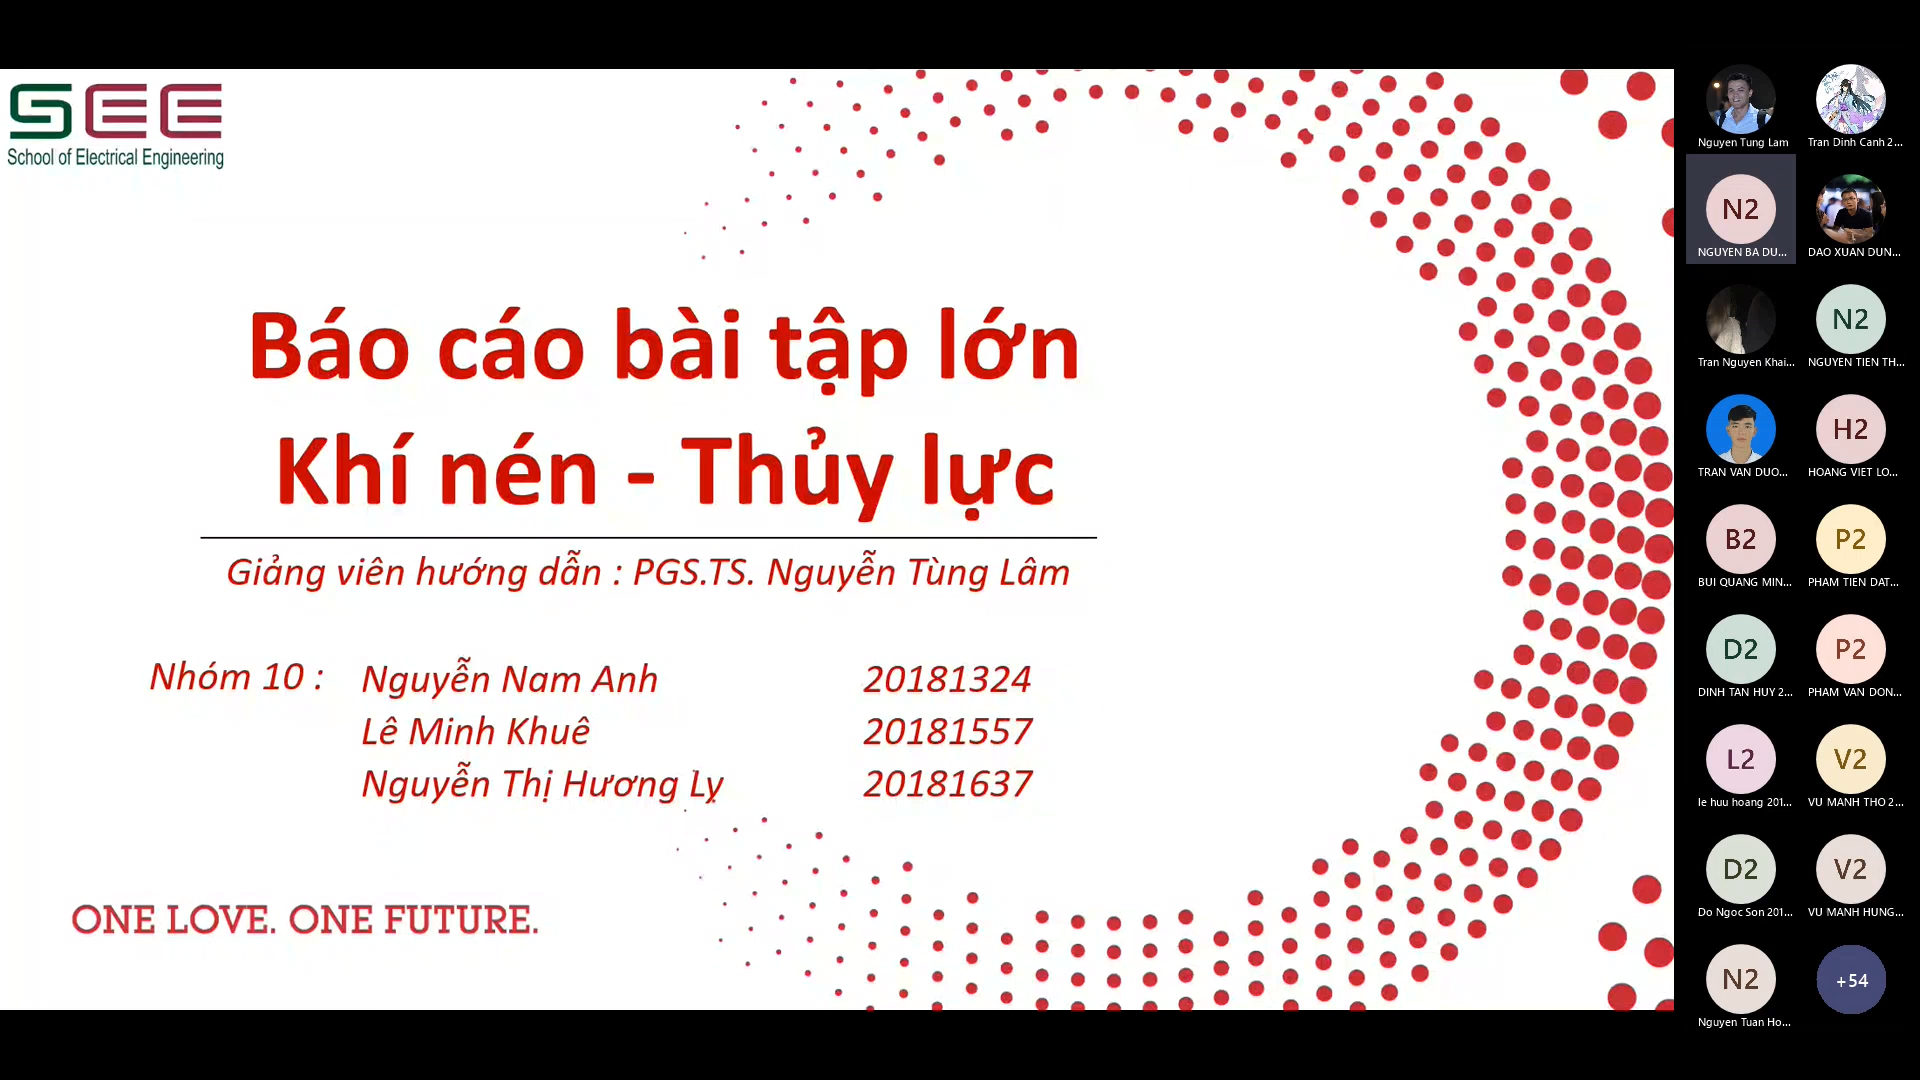 SEE
School of Electrical Engineering
Báo cáo bài tập lớn
Khí nén - Thủy lực
Giảng viên hướng dẫn : PGS.TS. Nguyễn Tùng Lâm
Nhóm 10 : Nguyễn Nam Anh 20181324
Lê Minh Khuê 20181557
Nguyễn Thị Hương Ly 20181637
ONE LOVE. ONE FUTURE.
Nguyen Tung Lam
Tran Dinh Canh 2...
N2
NGUYEN BA DU...
DAO XUAN DUN...
Tran Nguyen Khai...
N2
NGUYEN TIEN TH...
TRAN VAN DUO...
H2
HOANG VIET LO...
B2
BUI QUANG MIN...
P2
PHAM TIEN DAT...
D2
DINH TAN HUY 2...
P2
PHAM VAN DON...
L2
le huu hoang 201...
V2
VU MANH THO 2...
D2
Do Ngoc Son 201...
V2
VU MANH HUNG...
N2
Nguyen Tuan Ho...
+54